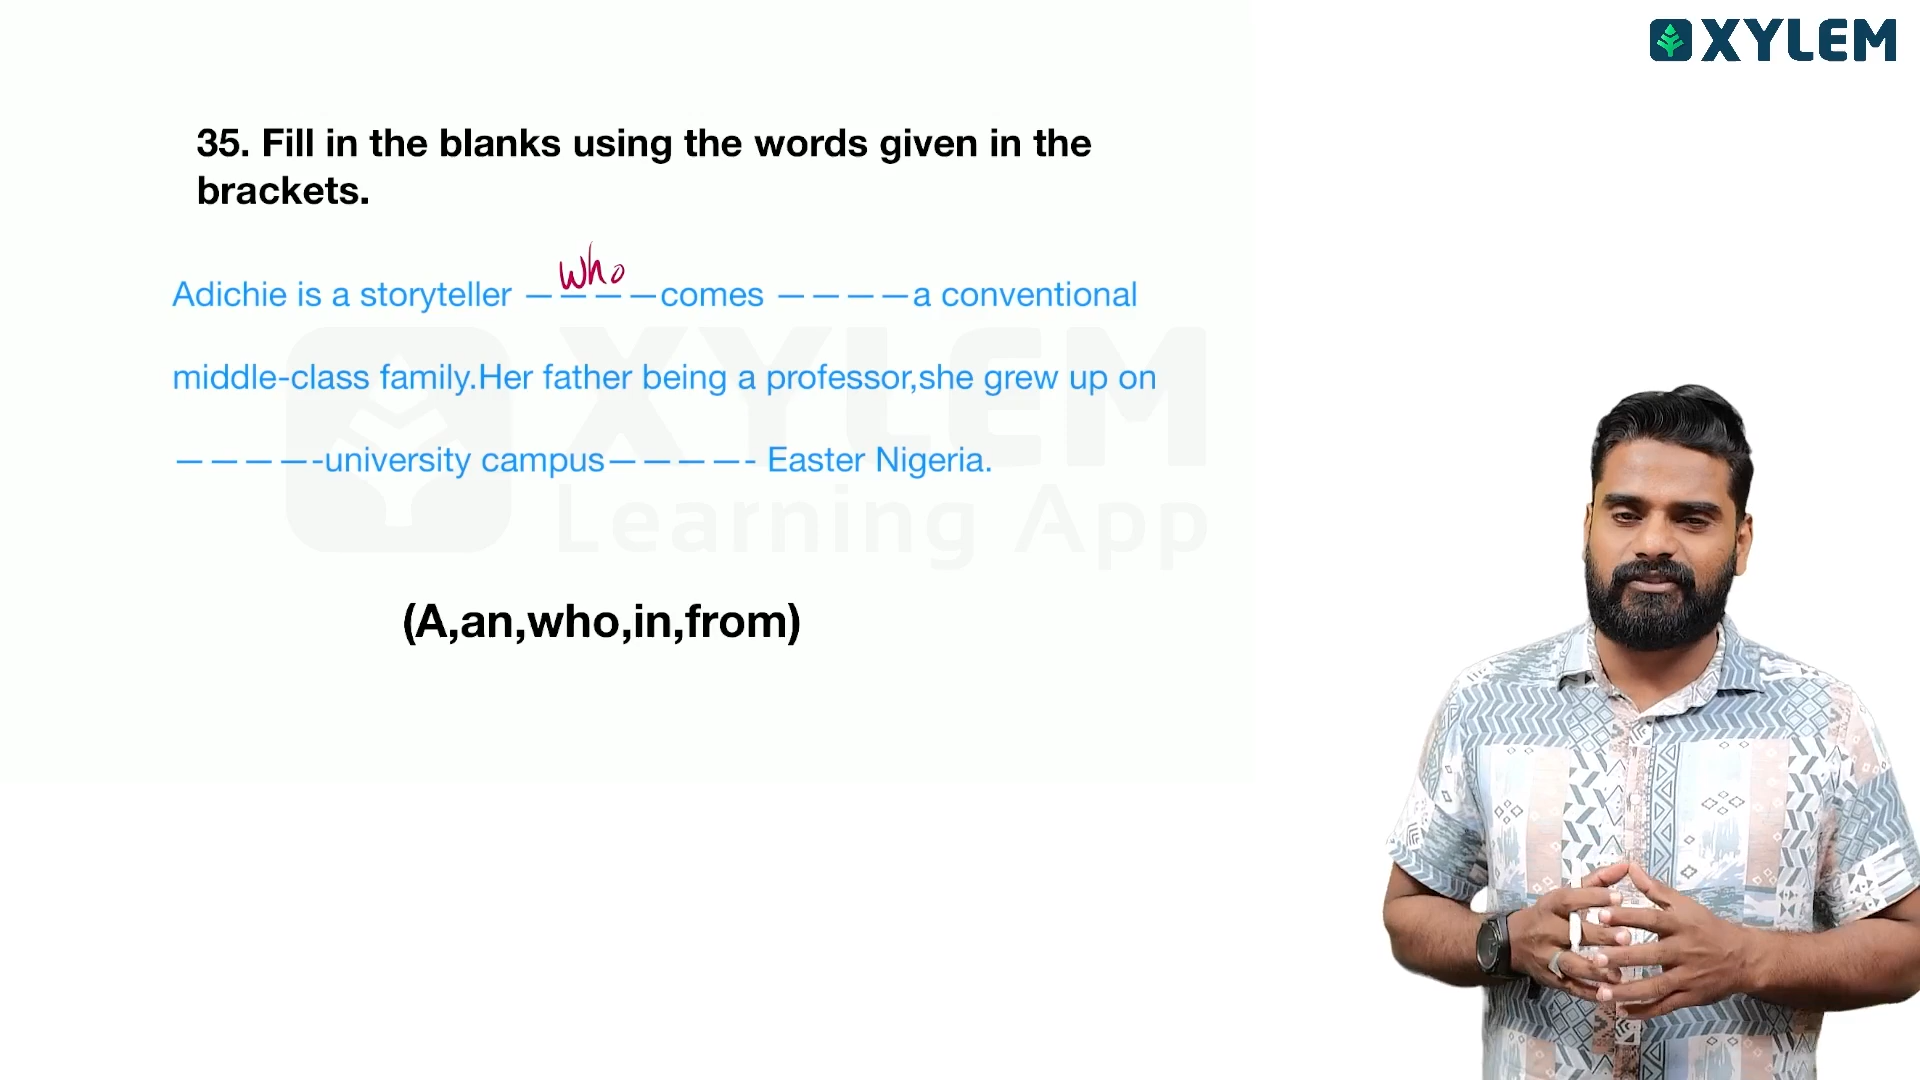 XYLEM
35. Fill in the blanks using the words given in the
brackets.
who
Adichie is a storyteller ————comes ————a conventional
middle-class family.Her father being a professor,she grew up on
————-university campus————- Easter Nigeria.
XYLEM
Learning App
(A,an,who,in,from)